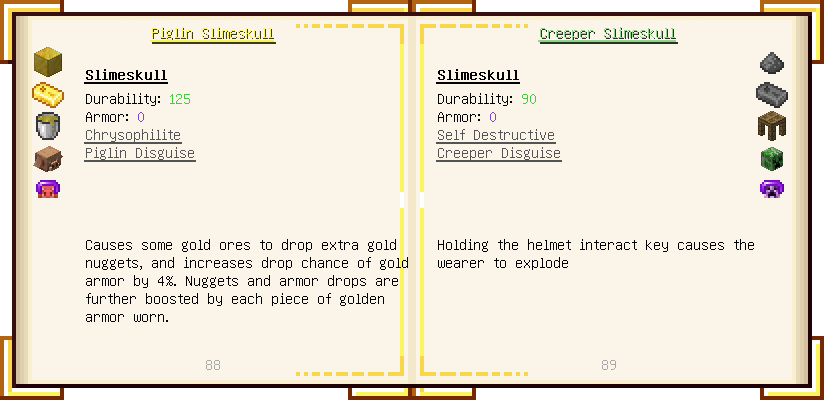 Piglin Slimeskull
Slimeskull
Durability: 125
Armor: 0
Chrysophilite
Piglin Disguise
Causes some gold ores to drop extra gold
nuggets, and increases drop chance of gold
armor by 4%. Nuggets and armor drops are
further boosted by each piece of golden
armor worn.
88
Creeper Slimeskull
Slimeskull
Durability: 90
Armor: 0
Self Destructive
Creeper Disguise
Holding the helmet interact key causes the
wearer to explode
89